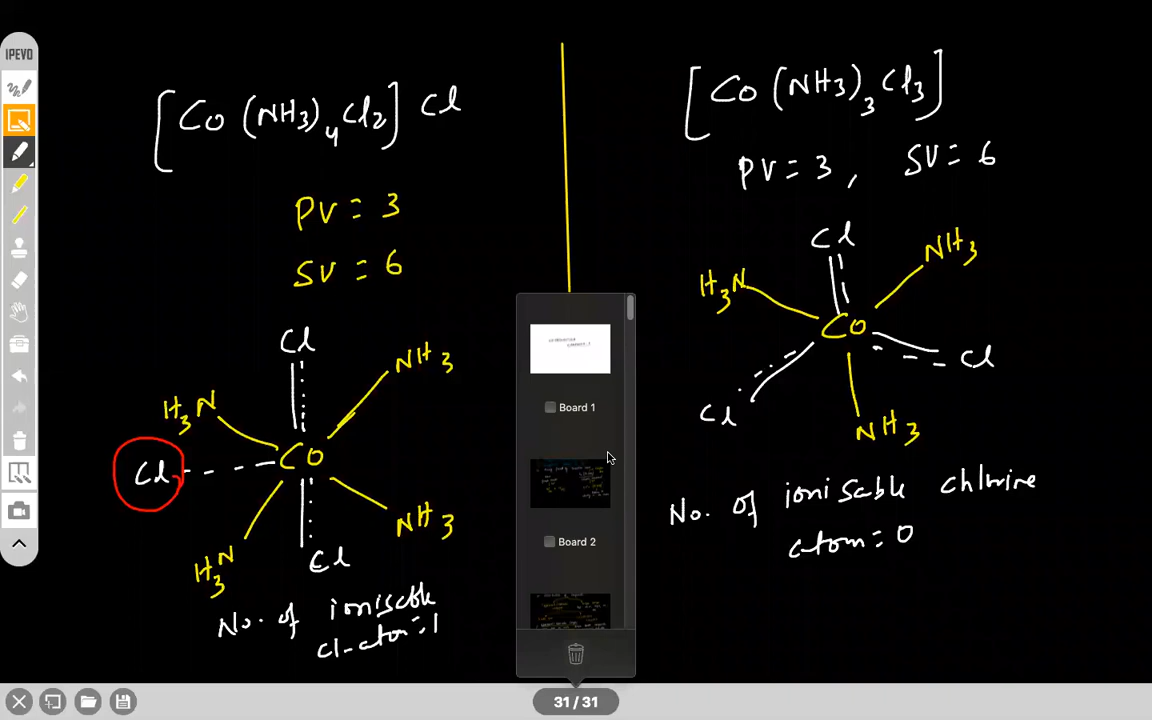 IPEVO
[Co(NH3)4Cl2]Cl
PV = 3
SV = 6
Cl
NH3
H3N
Co
Cl
NH3
H3N
Cl
No. of ionisable
cl-atom=1
[Co(NH3)3Cl3]
PV = 3, SV = 6
Cl
NH3
H3N
Co
Cl
Cl
NH3
No. of ionisable chlorine
atom = 0
Board 1
Board 2
31 / 31